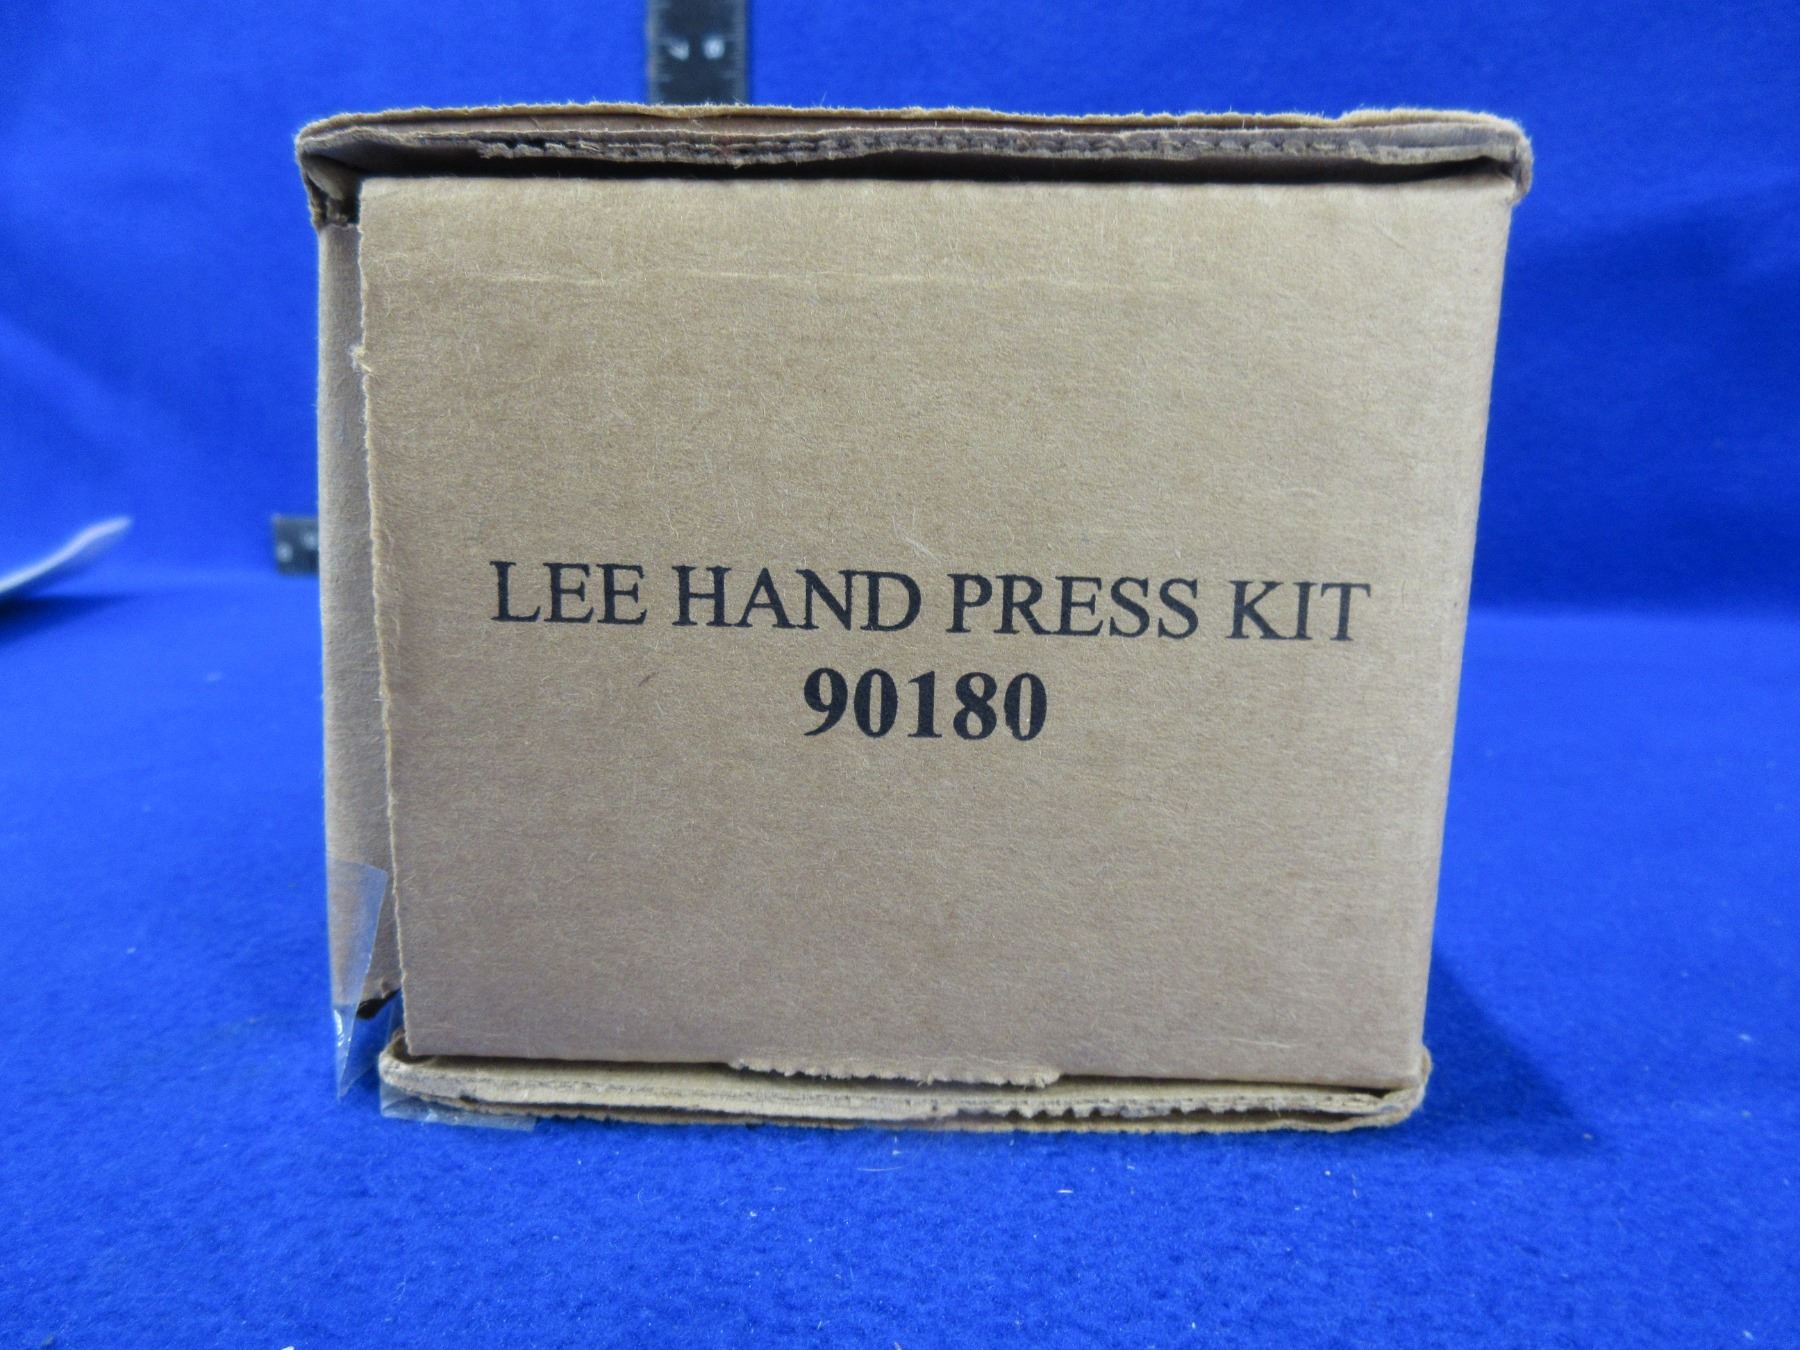 LEE HAND PRESS KIT
90180